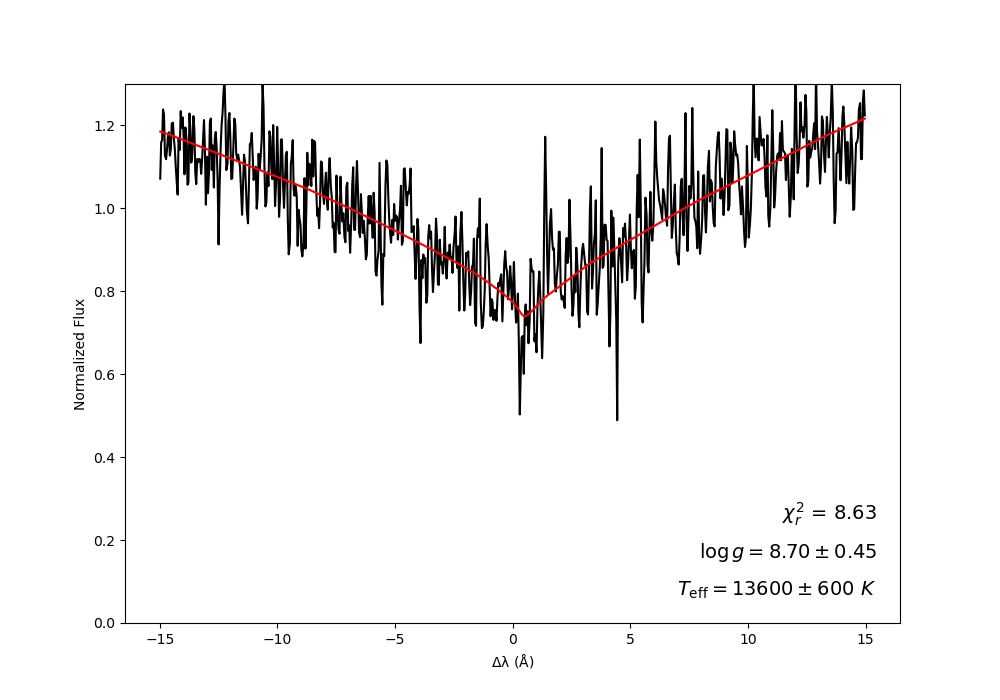 1.2
1.0
0.8
0.6
0.4
0.2
0.0
Normalized Flux
χ²ᵣ = 8.63
log g = 8.70 ± 0.45
T_eff = 13600 ± 600 K
−15 −10 −5 0 5 10 15
Δλ (Å)